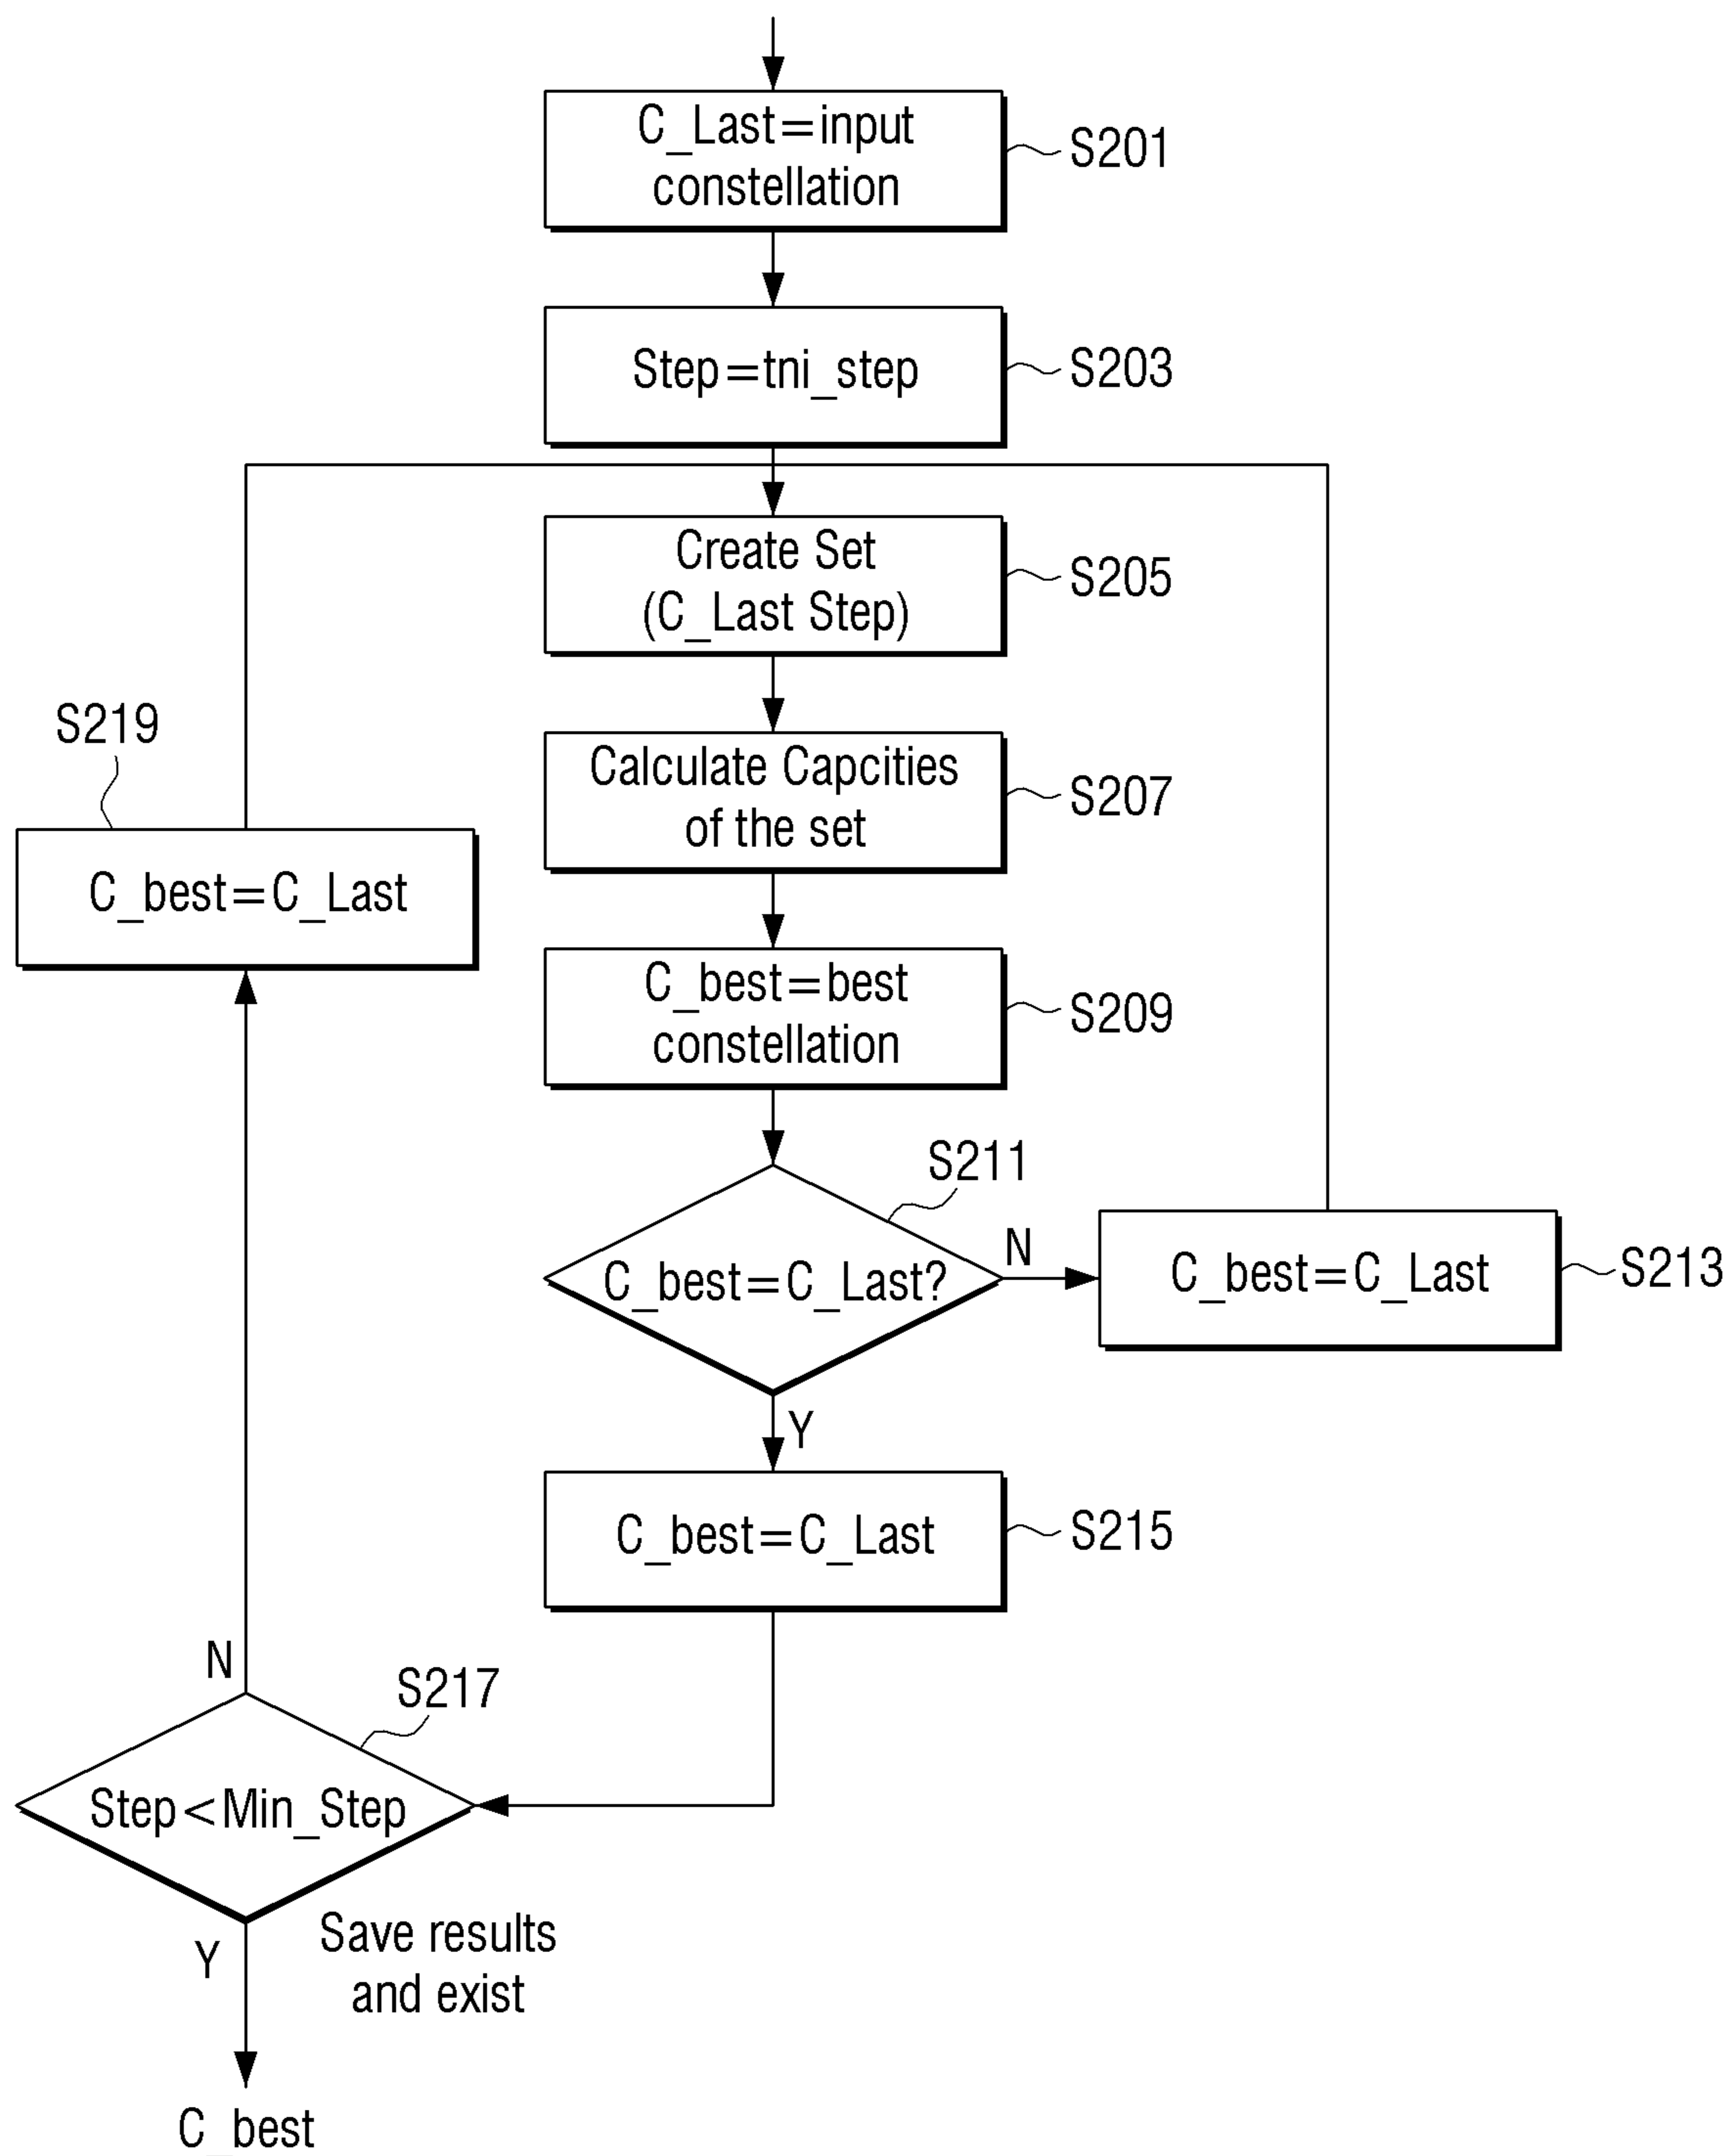 C_Last=input
constellation
S201
Step=tni_step
S203
Create Set
(C_Last Step)
S205
S219
Calculate Capcities
of the set
S207
C_best=C_Last
C_best=best
constellation
S209
S211
C_best=C_Last?
N
C_best=C_Last
S213
Y
C_best=C_Last
S215
N
S217
Step<Min_Step
Y
Save results
and exist
C_best